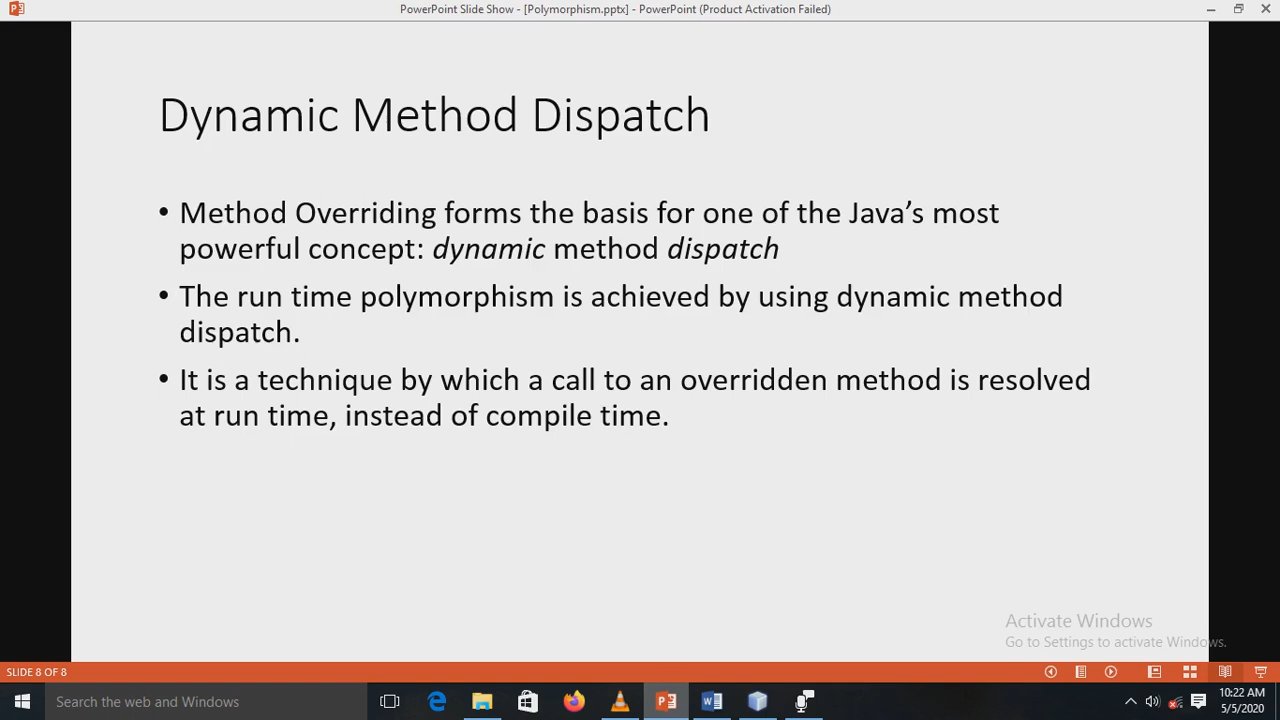 PowerPoint Slide Show - [Polymorphism.pptx] - PowerPoint (Product Activation Failed)
Dynamic Method Dispatch
• Method Overriding forms the basis for one of the Java’s most
powerful concept: dynamic method dispatch
• The run time polymorphism is achieved by using dynamic method
dispatch.
• It is a technique by which a call to an overridden method is resolved
at run time, instead of compile time.
Activate Windows
Go to Settings to activate Windows.
SLIDE 8 OF 8
Search the web and Windows
10:22 AM
5/5/2020